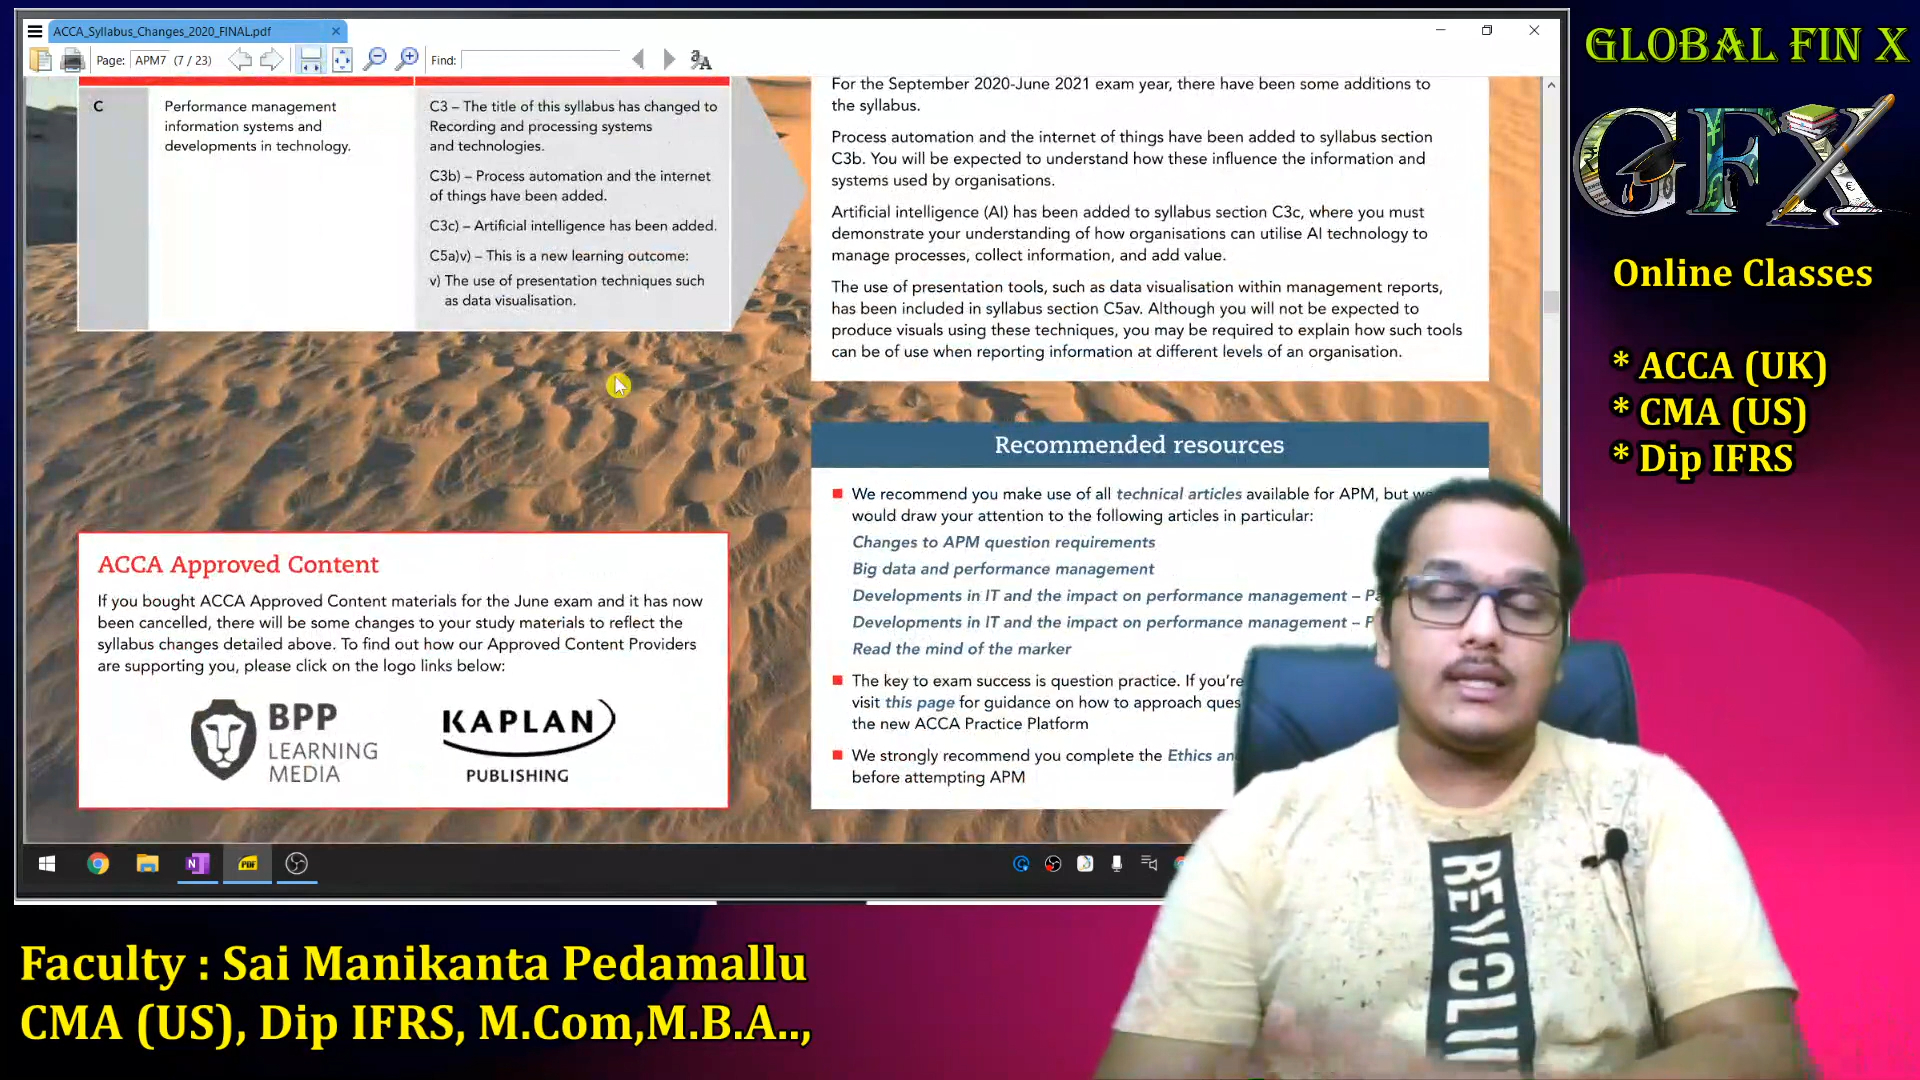 ACCA_Syllabus_Changes_2020_FINAL.pdf
Page: APM7 (7 / 23)
Find:
C
Performance management
information systems and
developments in technology.
C3 – The title of this syllabus has changed to
Recording and processing systems
and technologies.
C3b) – Process automation and the internet
of things have been added.
C3c) – Artificial intelligence has been added.
C5a)v) – This is a new learning outcome:
v) The use of presentation techniques such
as data visualisation.
For the September 2020-June 2021 exam year, there have been some additions to
the syllabus.
Process automation and the internet of things have been added to syllabus section
C3b. You will be expected to understand how these influence the information and
systems used by organisations.
Artificial intelligence (AI) has been added to syllabus section C3c, where you must
demonstrate your understanding of how organisations can utilise AI technology to
manage processes, collect information, and add value.
The use of presentation tools, such as data visualisation within management reports,
has been included in syllabus section C5av. Although you will not be expected to
produce visuals using these techniques, you may be required to explain how such tools
can be of use when reporting information at different levels of an organisation.
ACCA Approved Content
If you bought ACCA Approved Content materials for the June exam and it has now
been cancelled, there will be some changes to your study materials to reflect the
syllabus changes detailed above. To find out how our Approved Content Providers
are supporting you, please click on the logo links below:
BPP
LEARNING
MEDIA
KAPLAN
PUBLISHING
Recommended resources
We recommend you make use of all technical articles available for APM, but we
would draw your attention to the following articles in particular:
Changes to APM question requirements
Big data and performance management
Developments in IT and the impact on performance management –
Developments in IT and the impact on performance management –
Read the mind of the marker
The key to exam success is question practice. If you're
visit this page for guidance on how to approach
the new ACCA Practice Platform
We strongly recommend you complete the Ethics
before attempting APM
GLOBAL FIN X
GFX
Online Classes
* ACCA (UK)
* CMA (US)
* Dip IFRS
Faculty : Sai Manikanta Pedamallu
CMA (US), Dip IFRS, M.Com,M.B.A..,